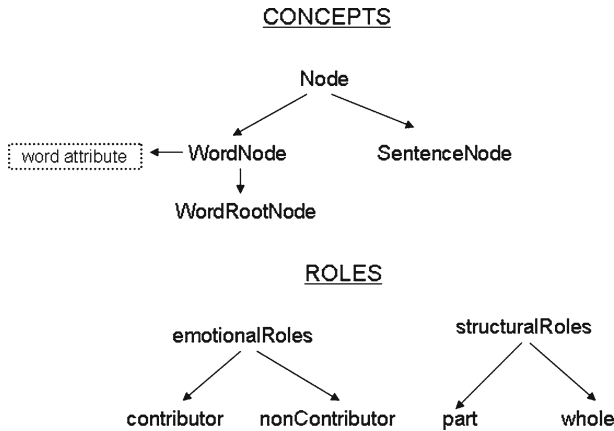 CONCEPTS
Node
word attribute
WordNode
SentenceNode
WordRootNode
ROLES
emotionalRoles
structuralRoles
contributor
nonContributor
part
whole